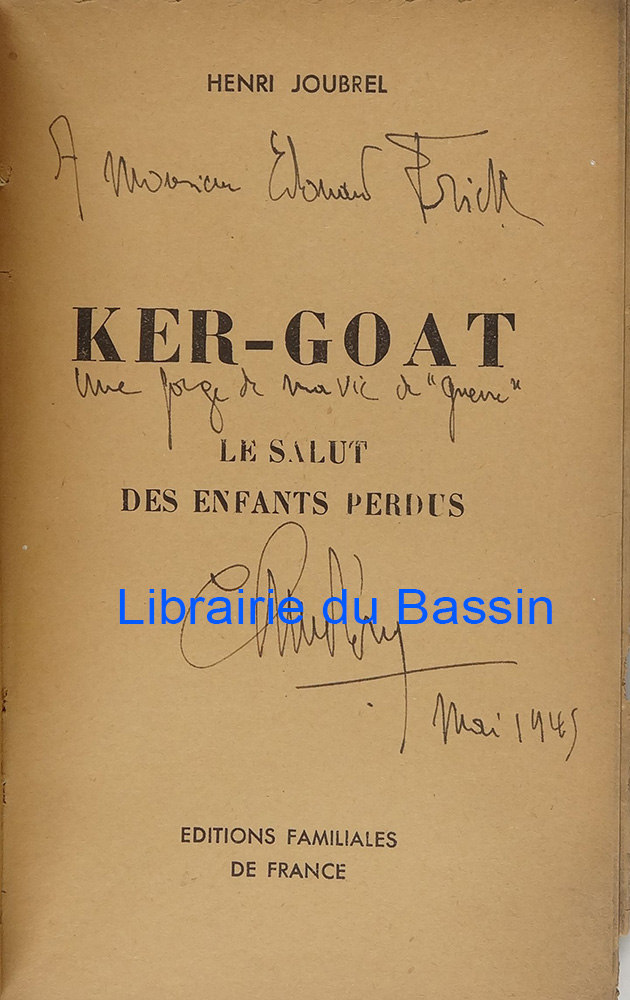 HENRI JOUBREL
A Monsieur Edouard Frick
KER-GOAT
Une page de ma vie de "guerre"
LE SALUT
DES ENFANTS PERDUS
Librairie du Bassin
Mai 1945
EDITIONS FAMILIALES
DE FRANCE